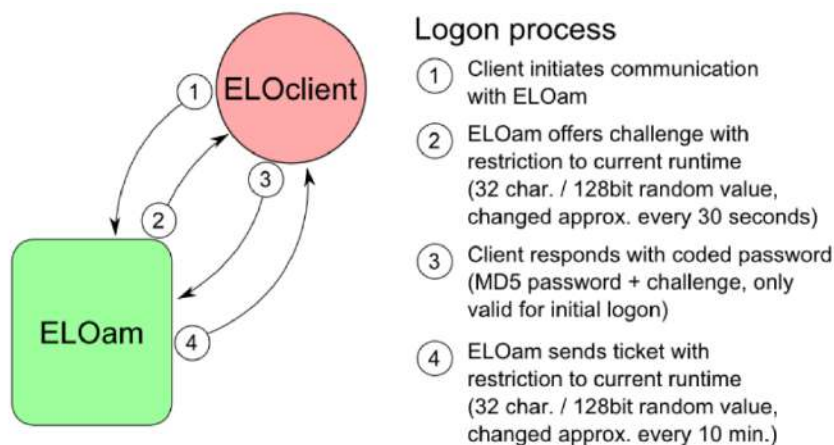 Logon process
1
ELOclient
1 Client initiates communication
with ELOam
2 ELOam offers challenge with
restriction to current runtime
(32 char. / 128bit random value,
changed approx. every 30 seconds)
3
2
3 Client responds with coded password
(MD5 password + challenge, only
valid for initial logon)
ELOam
4
4 ELOam sends ticket with
restriction to current runtime
(32 char. / 128bit random value,
changed approx. every 10 min.)